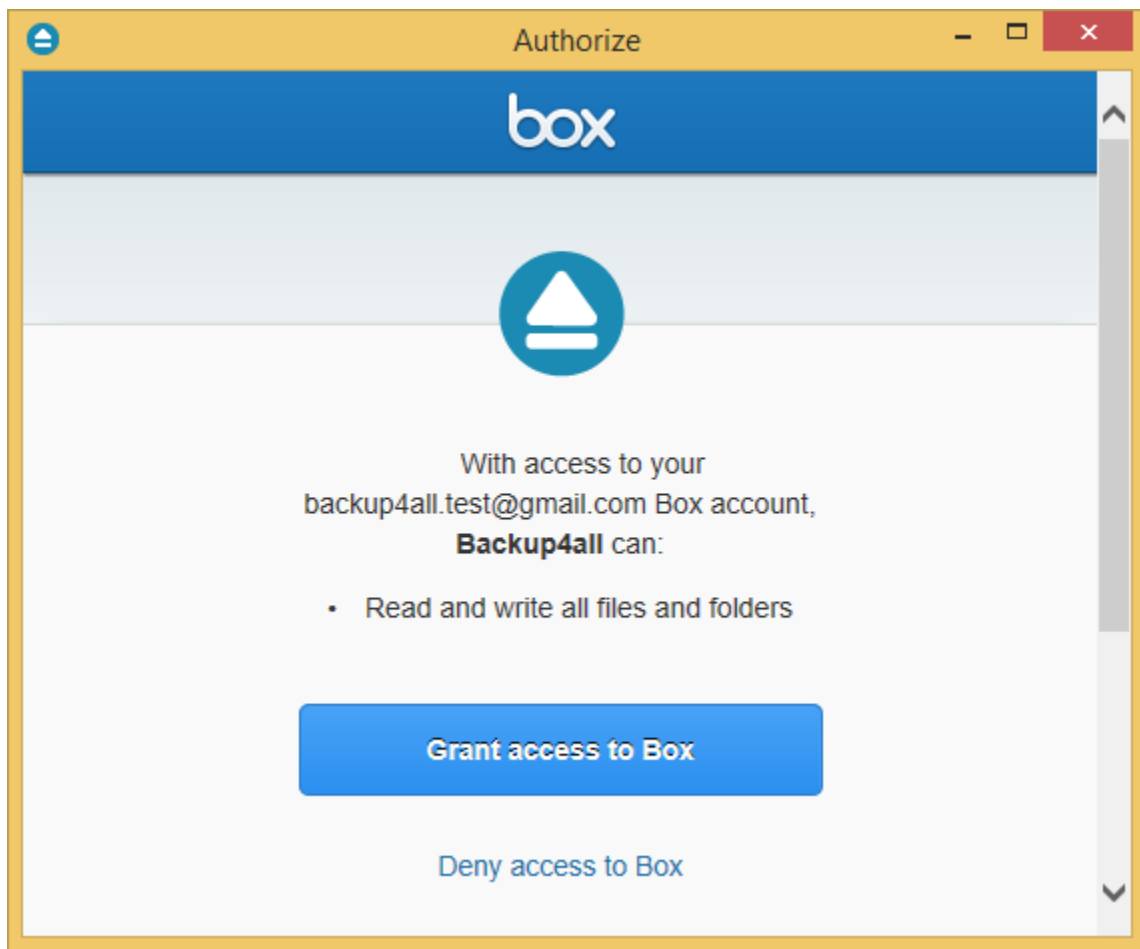 Authorize
box
With access to your
backup4all.test@gmail.com Box account,
Backup4all can:
• Read and write all files and folders
Grant access to Box
Deny access to Box